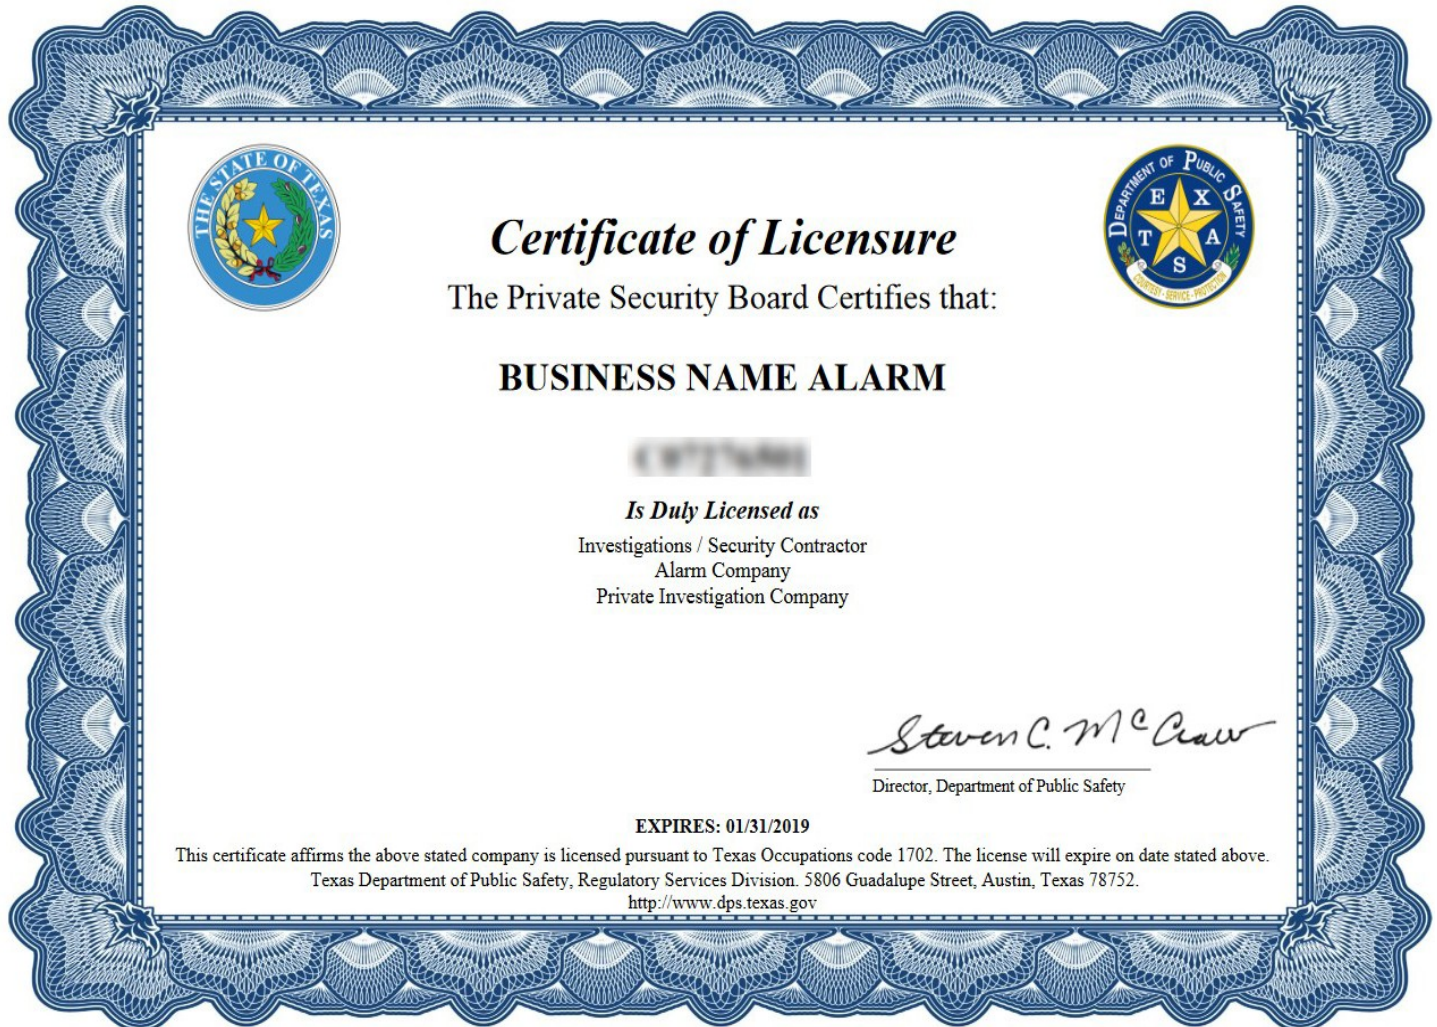 THE STATE OF TEXAS
DEPARTMENT OF PUBLIC SAFETY
TEXAS
COURTESY · SERVICE · PROTECTION
Certificate of Licensure
The Private Security Board Certifies that:
BUSINESS NAME ALARM
Is Duly Licensed as
Investigations / Security Contractor
Alarm Company
Private Investigation Company
Steven C. McCraw
Director, Department of Public Safety
EXPIRES: 01/31/2019
This certificate affirms the above stated company is licensed pursuant to Texas Occupations code 1702. The license will expire on date stated above.
Texas Department of Public Safety, Regulatory Services Division. 5806 Guadalupe Street, Austin, Texas 78752.
http://www.dps.texas.gov